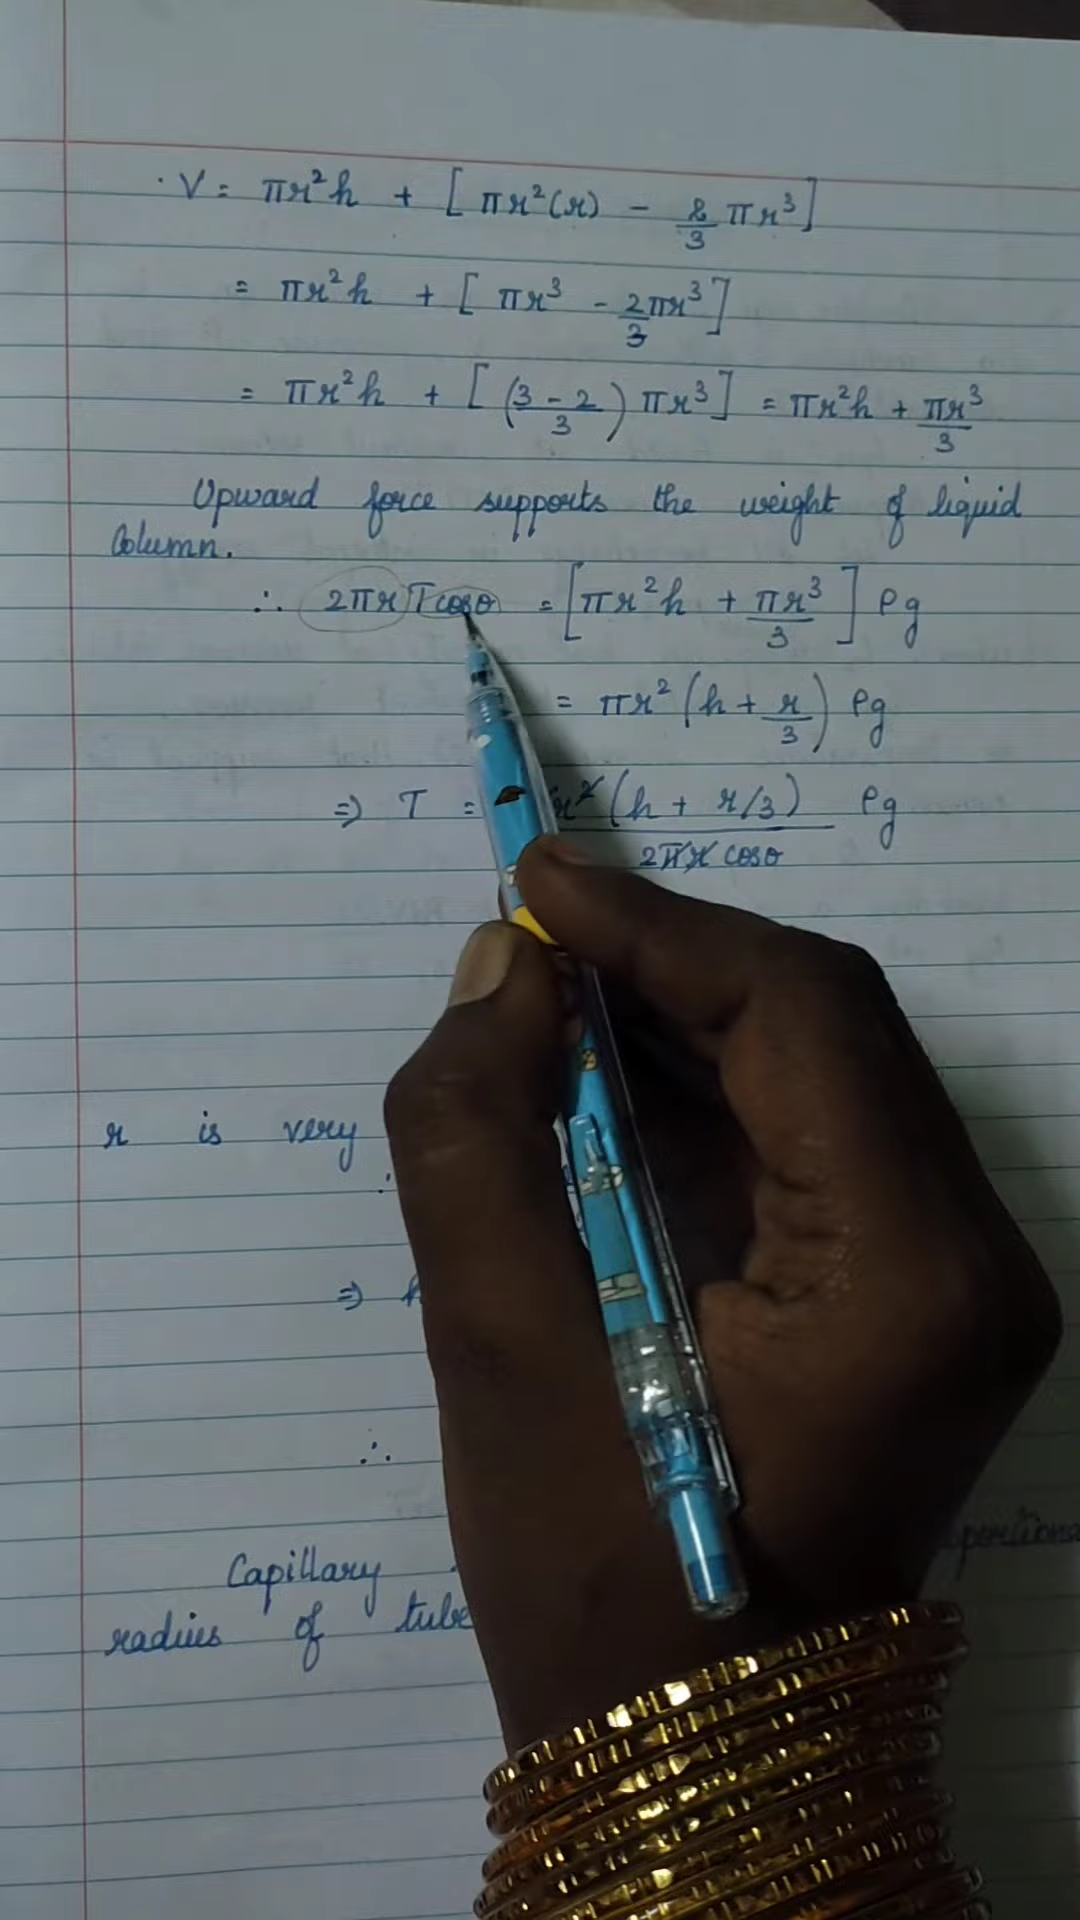 . V = πr²h + [ πr²(r) - 2/3 πr³ ]
= πr²h + [ πr³ - 2/3 πr³ ]
= πr²h + [ (3-2/3) πr³ ] = πr²h + πr³/3
Upward force supports the weight of liquid
Column.
∴ 2πr Tcosθ = [ πr²h + πr³/3 ] ρg
= πr² ( h + r/3 ) ρg
⇒ T = r² ( h + r/3 ) ρg / 2πr cosθ
r is very
∴
⇒ h
∴
Capillary
radius of tube